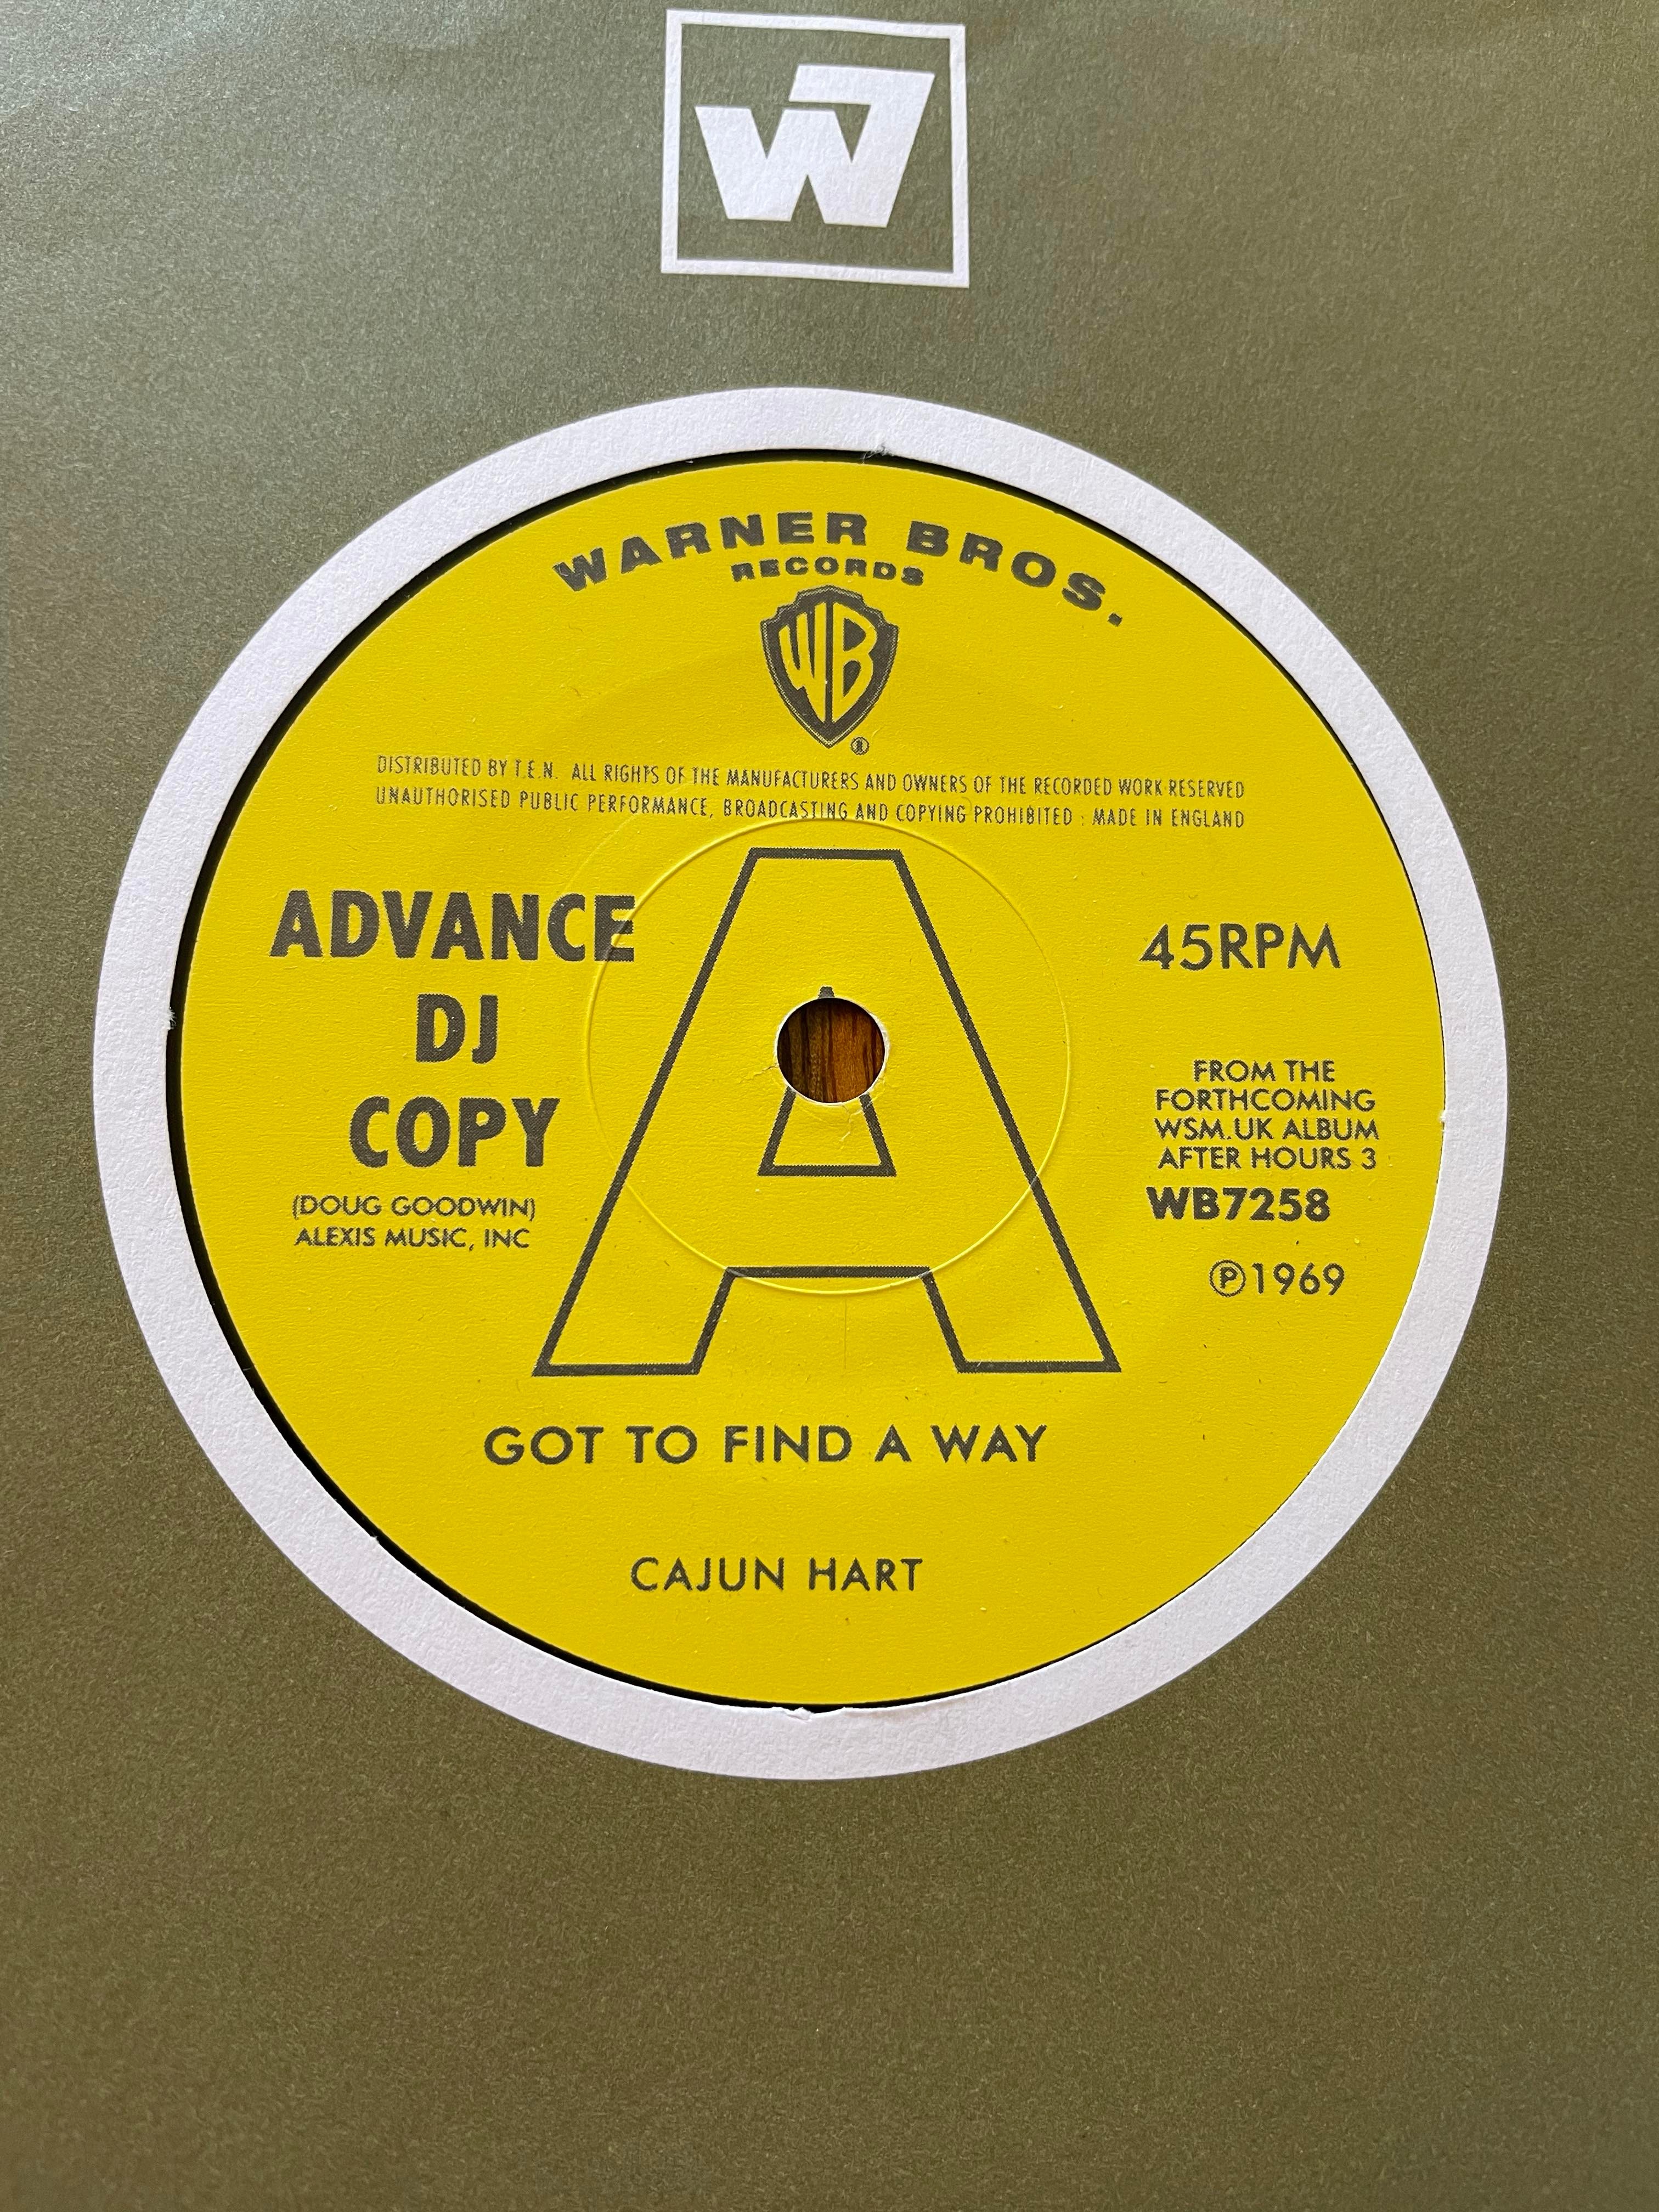 W7
WARNER BROS.
RECORDS
WB
®
DISTRIBUTED BY T.E.N. ALL RIGHTS OF THE MANUFACTURERS AND OWNERS OF THE RECORDED WORK RESERVED
UNAUTHORISED PUBLIC PERFORMANCE, BROADCASTING AND COPYING PROHIBITED : MADE IN ENGLAND
ADVANCE
DJ
COPY
(DOUG GOODWIN)
ALEXIS MUSIC, INC
A
45RPM
FROM THE
FORTHCOMING
WSM.UK ALBUM
AFTER HOURS 3
WB7258
℗1969
GOT TO FIND A WAY
CAJUN HART